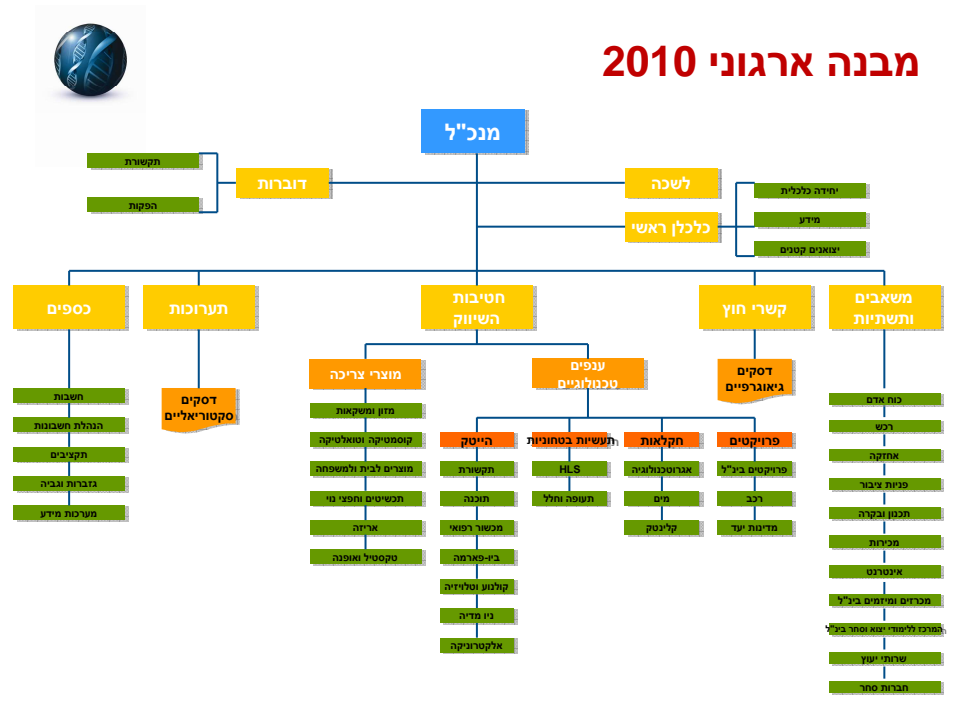 מבנה ארגוני 2010
מנכ"ל
לשכה
דוברות
תקשורת
הפקות
כלכלן ראשי
יחידה כלכלית
מידע
יצואנים קטנים
משאבים
ותשתיות
קשרי חוץ
חטיבות
השיווק
תערוכות
כספים
כוח אדם
רכש
אחזקה
פניות ציבור
תכנון ובקרה
מכירות
אינטרנט
מכרזים ומיזמים בינ"ל
המרכז ללימודי יצוא וסחר בינ"ל
שרותי יעוץ
חברות סחר
דסקים
גיאוגרפיים
ענפים
טכנולוגיים
מוצרי צריכה
פרויקטים
פרויקטים בינ"ל
רכב
מדינות יעד
חקלאות
אגרוטכנולוגיה
מים
קלינטק
תעשיות בטחוניות
HLS
תעופה וחלל
הייטק
תקשורת
תוכנה
מכשור רפואי
ביו-פארמה
קולנוע וטלויזיה
ניו מדיה
אלקטרוניקה
מזון ומשקאות
קוסמטיקה וטואלטיקה
מוצרים לבית ולמשפחה
תכשיטים וחפצי נוי
אריזה
טקסטיל ואופנה
דסקים
סקטוריאליים
חשבות
הנהלת חשבונות
תקציבים
גזברות וגביה
מערכות מידע